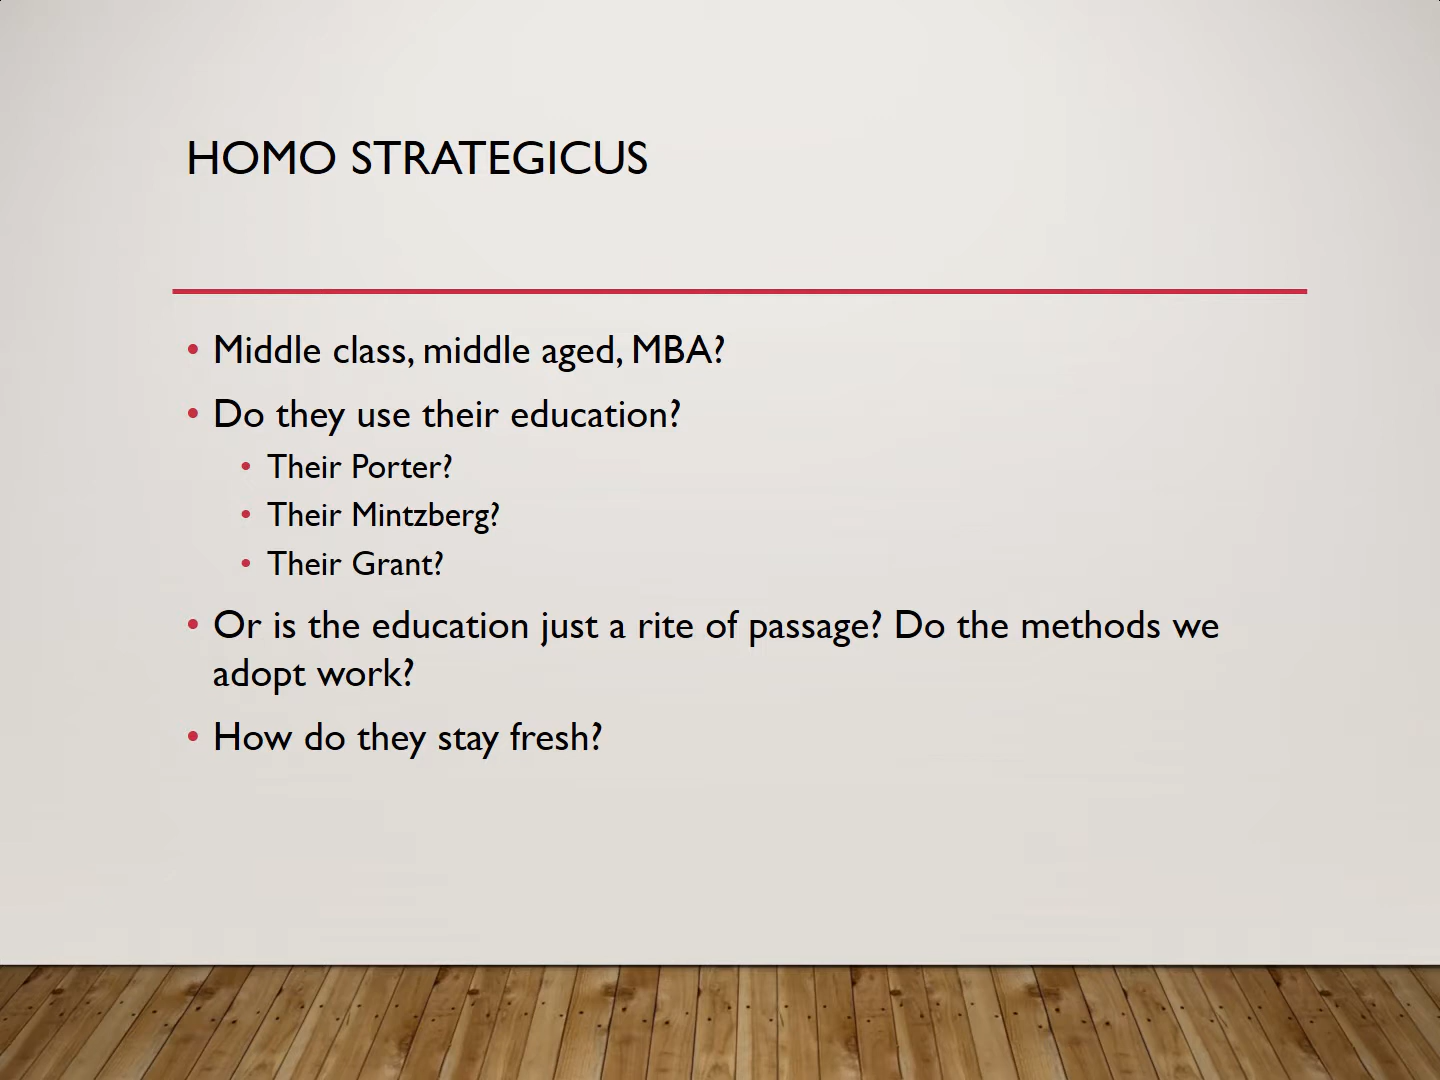 HOMO STRATEGICUS
• Middle class, middle aged, MBA?
• Do they use their education?
• Their Porter?
• Their Mintzberg?
• Their Grant?
• Or is the education just a rite of passage? Do the methods we
adopt work?
• How do they stay fresh?